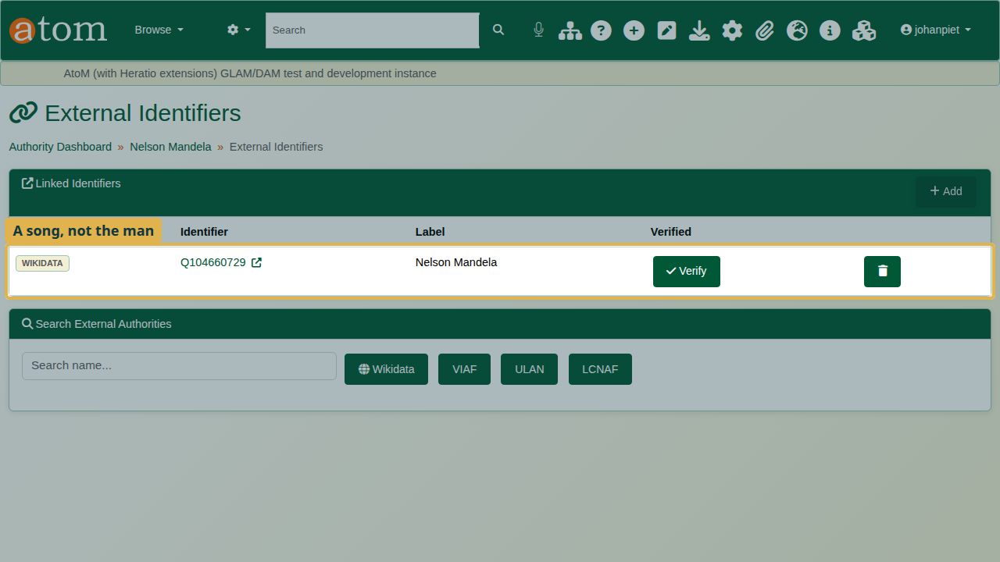 atom
Browse
Search
johanpiet
AtoM (with Heratio extensions) GLAM/DAM test and development instance
External Identifiers
Authority Dashboard » Nelson Mandela » External Identifiers
Linked Identifiers
Add
A song, not the man Identifier Label Verified
WIKIDATA Q104660729 Nelson Mandela Verify
Search External Authorities
Search name... Wikidata VIAF ULAN LCNAF